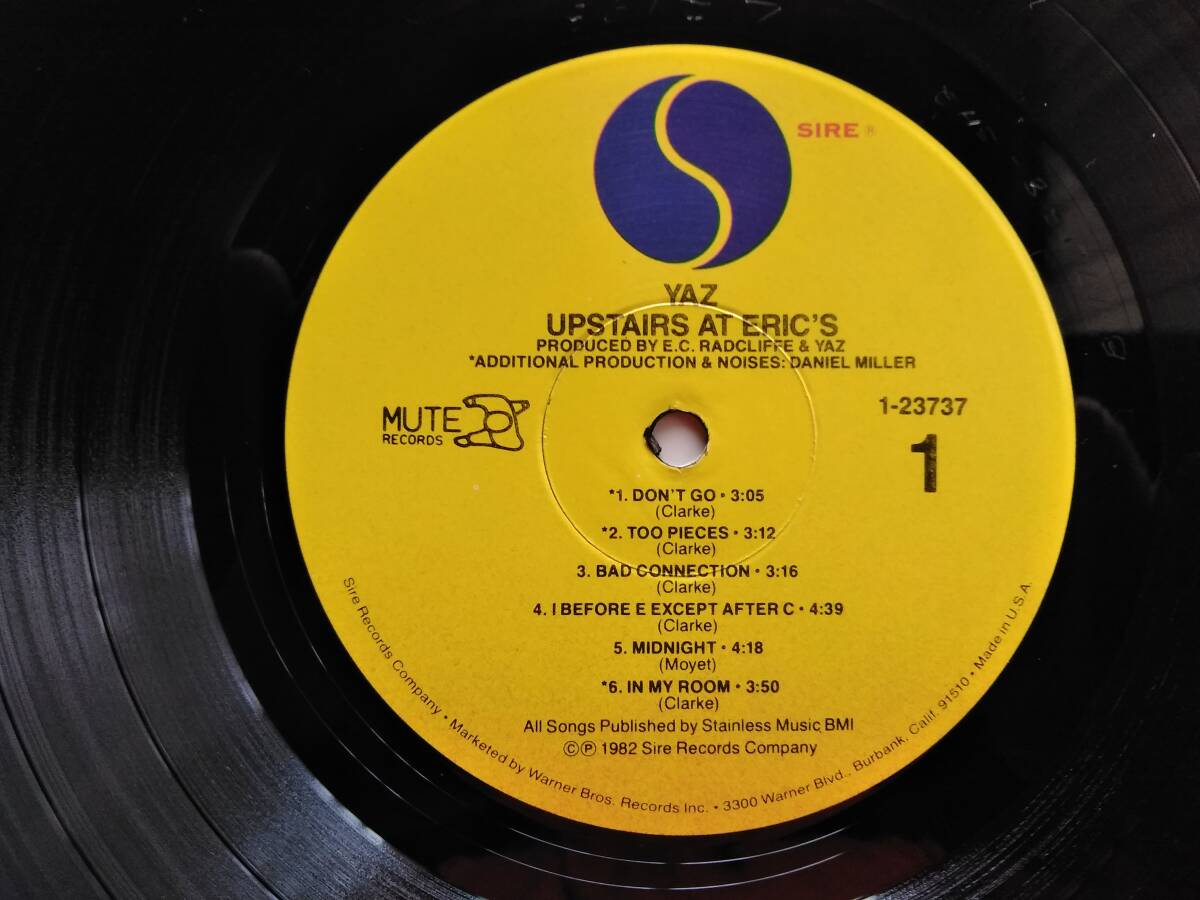 SIRE ®
YAZ
UPSTAIRS AT ERIC'S
PRODUCED BY E.C. RADCLIFFE & YAZ
*ADDITIONAL PRODUCTION & NOISES: DANIEL MILLER
MUTE
RECORDS
1-23737
1
*1. DON'T GO • 3:05
(Clarke)
*2. TOO PIECES • 3:12
(Clarke)
3. BAD CONNECTION • 3:16
(Clarke)
4. I BEFORE E EXCEPT AFTER C • 4:39
(Clarke)
5. MIDNIGHT • 4:18
(Moyet)
*6. IN MY ROOM • 3:50
(Clarke)
All Songs Published by Stainless Music BMI
©℗ 1982 Sire Records Company
Sire Records Company • Marketed by Warner Bros. Records Inc. • 3300 Warner Blvd., Burbank, Calif. 91510 • Made in U.S.A.